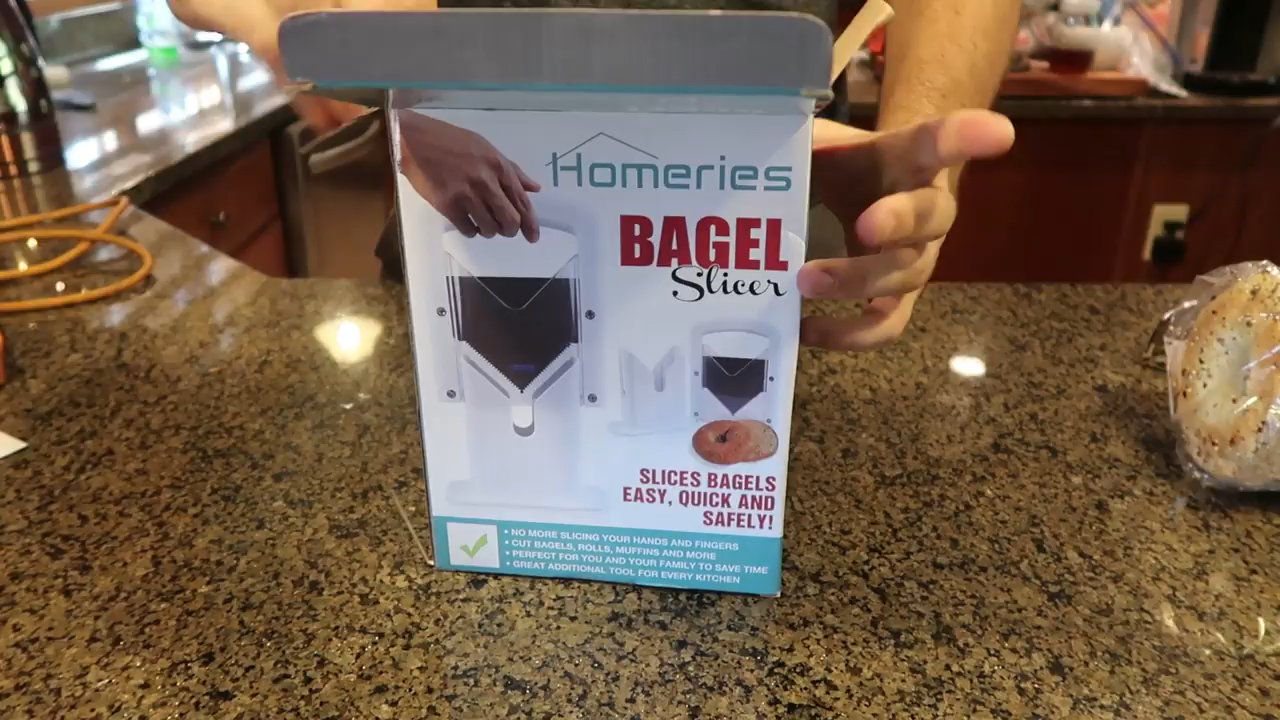 Homeries
BAGEL
Slicer
SLICES BAGELS
EASY, QUICK AND
SAFELY!
• NO MORE SLICING YOUR HANDS AND FINGERS
• CUT BAGELS, ROLLS, MUFFINS AND MORE
• PERFECT FOR YOU AND YOUR FAMILY TO SAVE TIME
• GREAT ADDITIONAL TOOL FOR EVERY KITCHEN